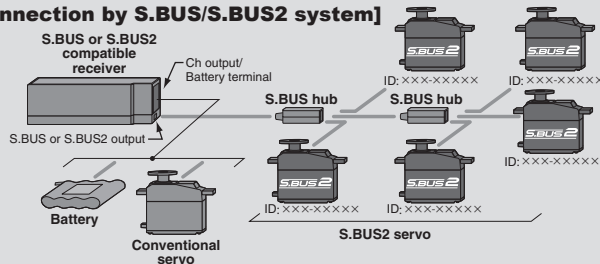 nnection by S.BUS/S.BUS2 system]
S.BUS or S.BUS2
compatible
receiver
Ch output/
Battery terminal
S.BUS hub
S.BUS hub
S.BUS2
ID: ×××-×××××
S.BUS2
ID: ×××-×××××
S.BUS2
ID: ×××-×××××
S.BUS or S.BUS2 output
S.BUS2
ID: ×××-×××××
S.BUS2
ID: ×××-×××××
Battery
Conventional
servo
S.BUS2 servo